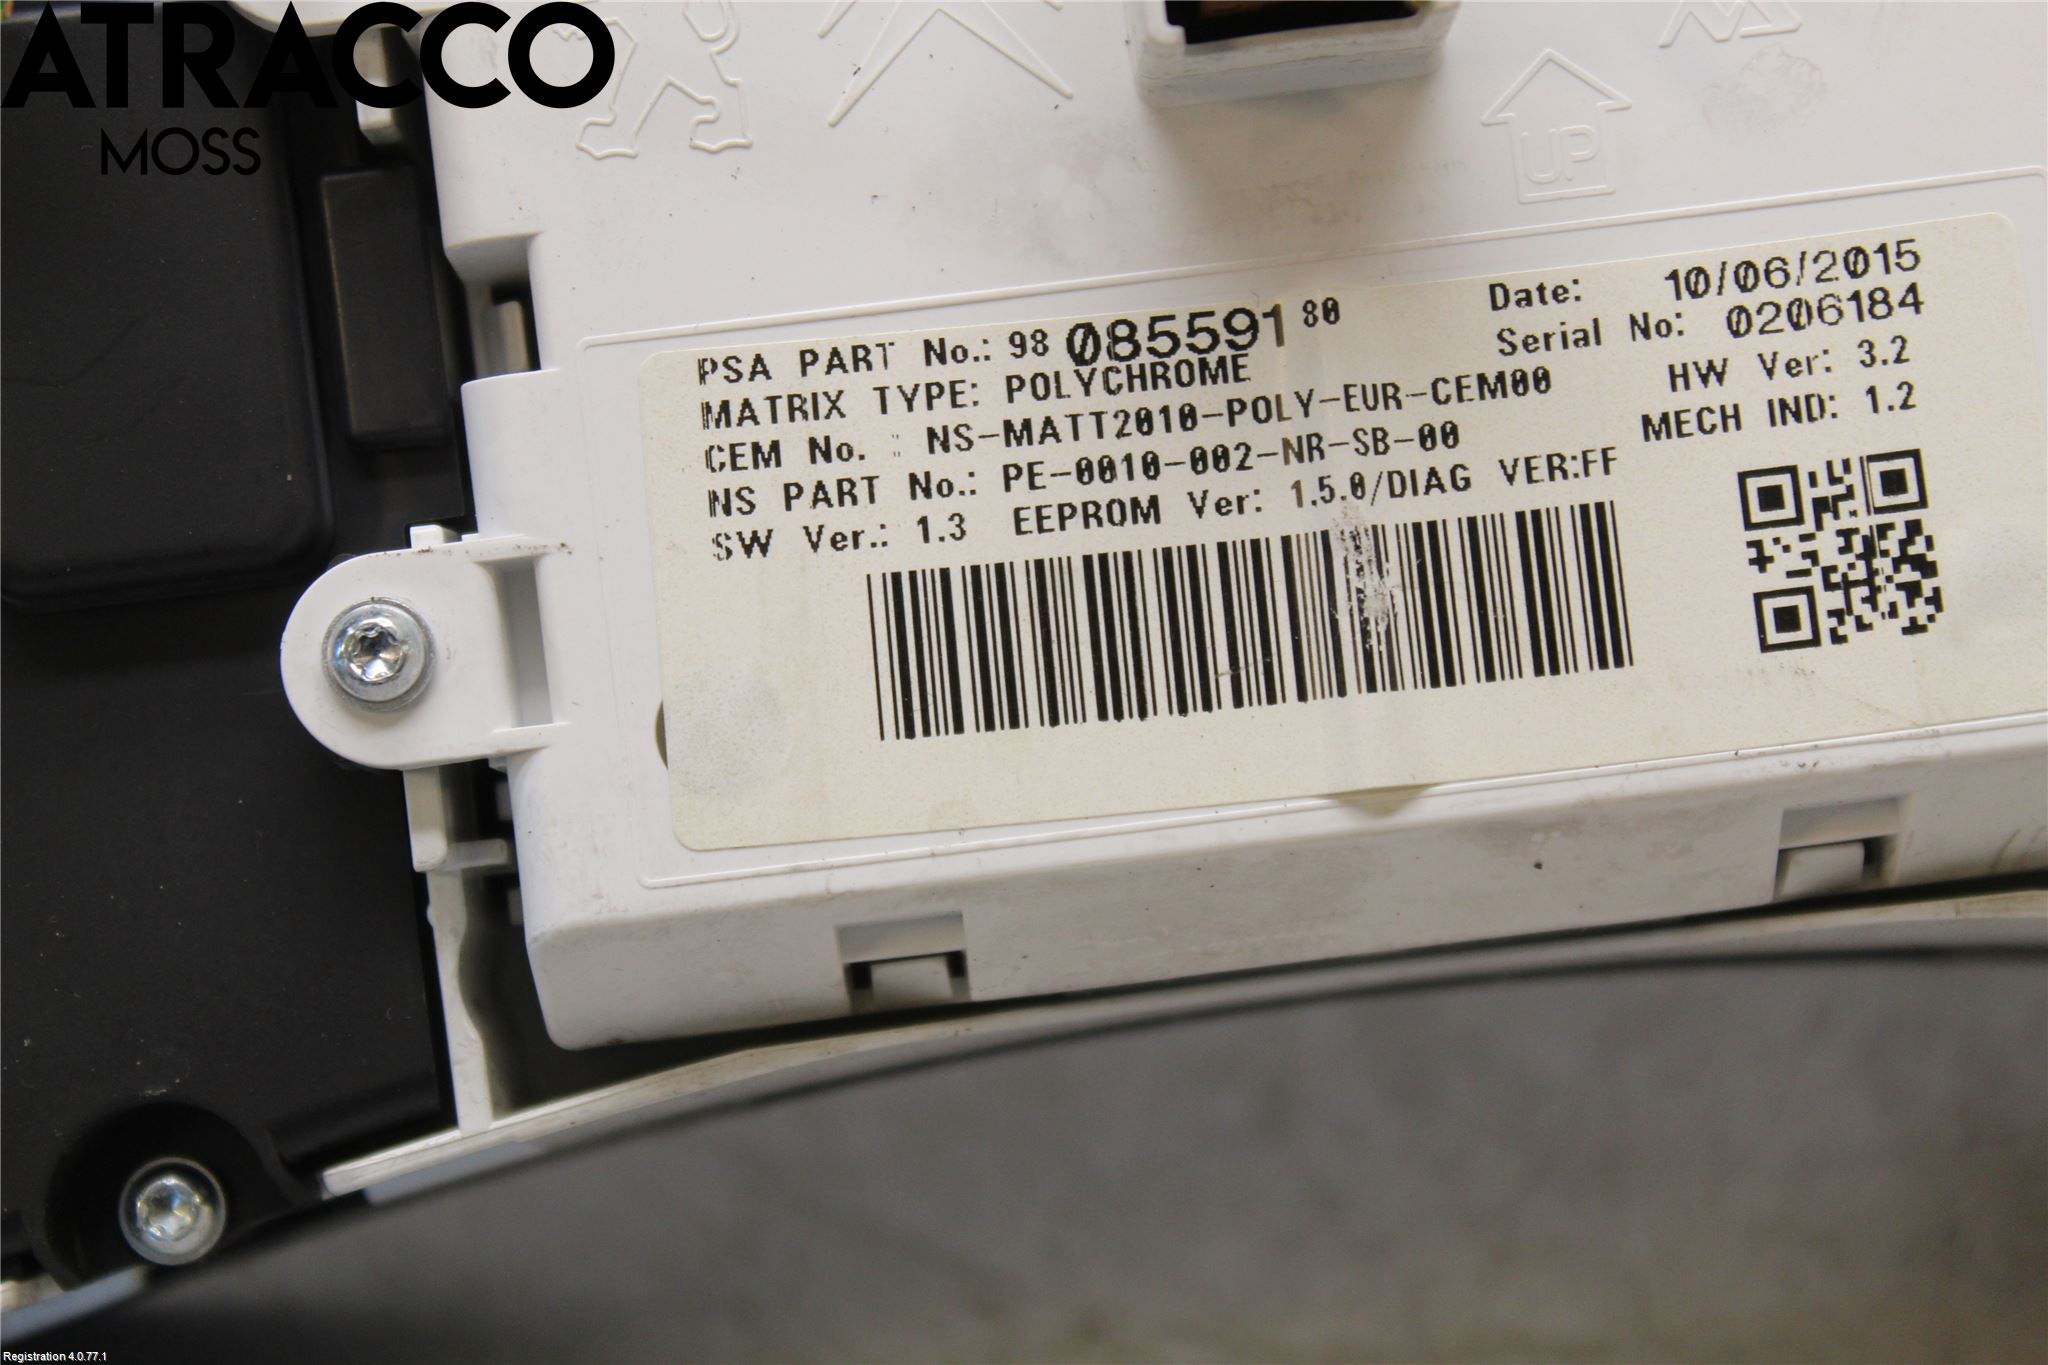 ATRACCO
MOSS
UP
PSA PART No.: 98 085591 80 Date: 10/06/2015
MATRIX TYPE: POLYCHROME Serial No: 0206184
CEM No. : NS-MATT2010-POLY-EUR-CEM00 HW Ver: 3.2
NS PART No.: PE-0010-002-NR-SB-00 MECH IND: 1.2
SW Ver.: 1.3 EEPROM Ver: 1.5.0/DIAG VER:FF
Registration 4.0.77.1